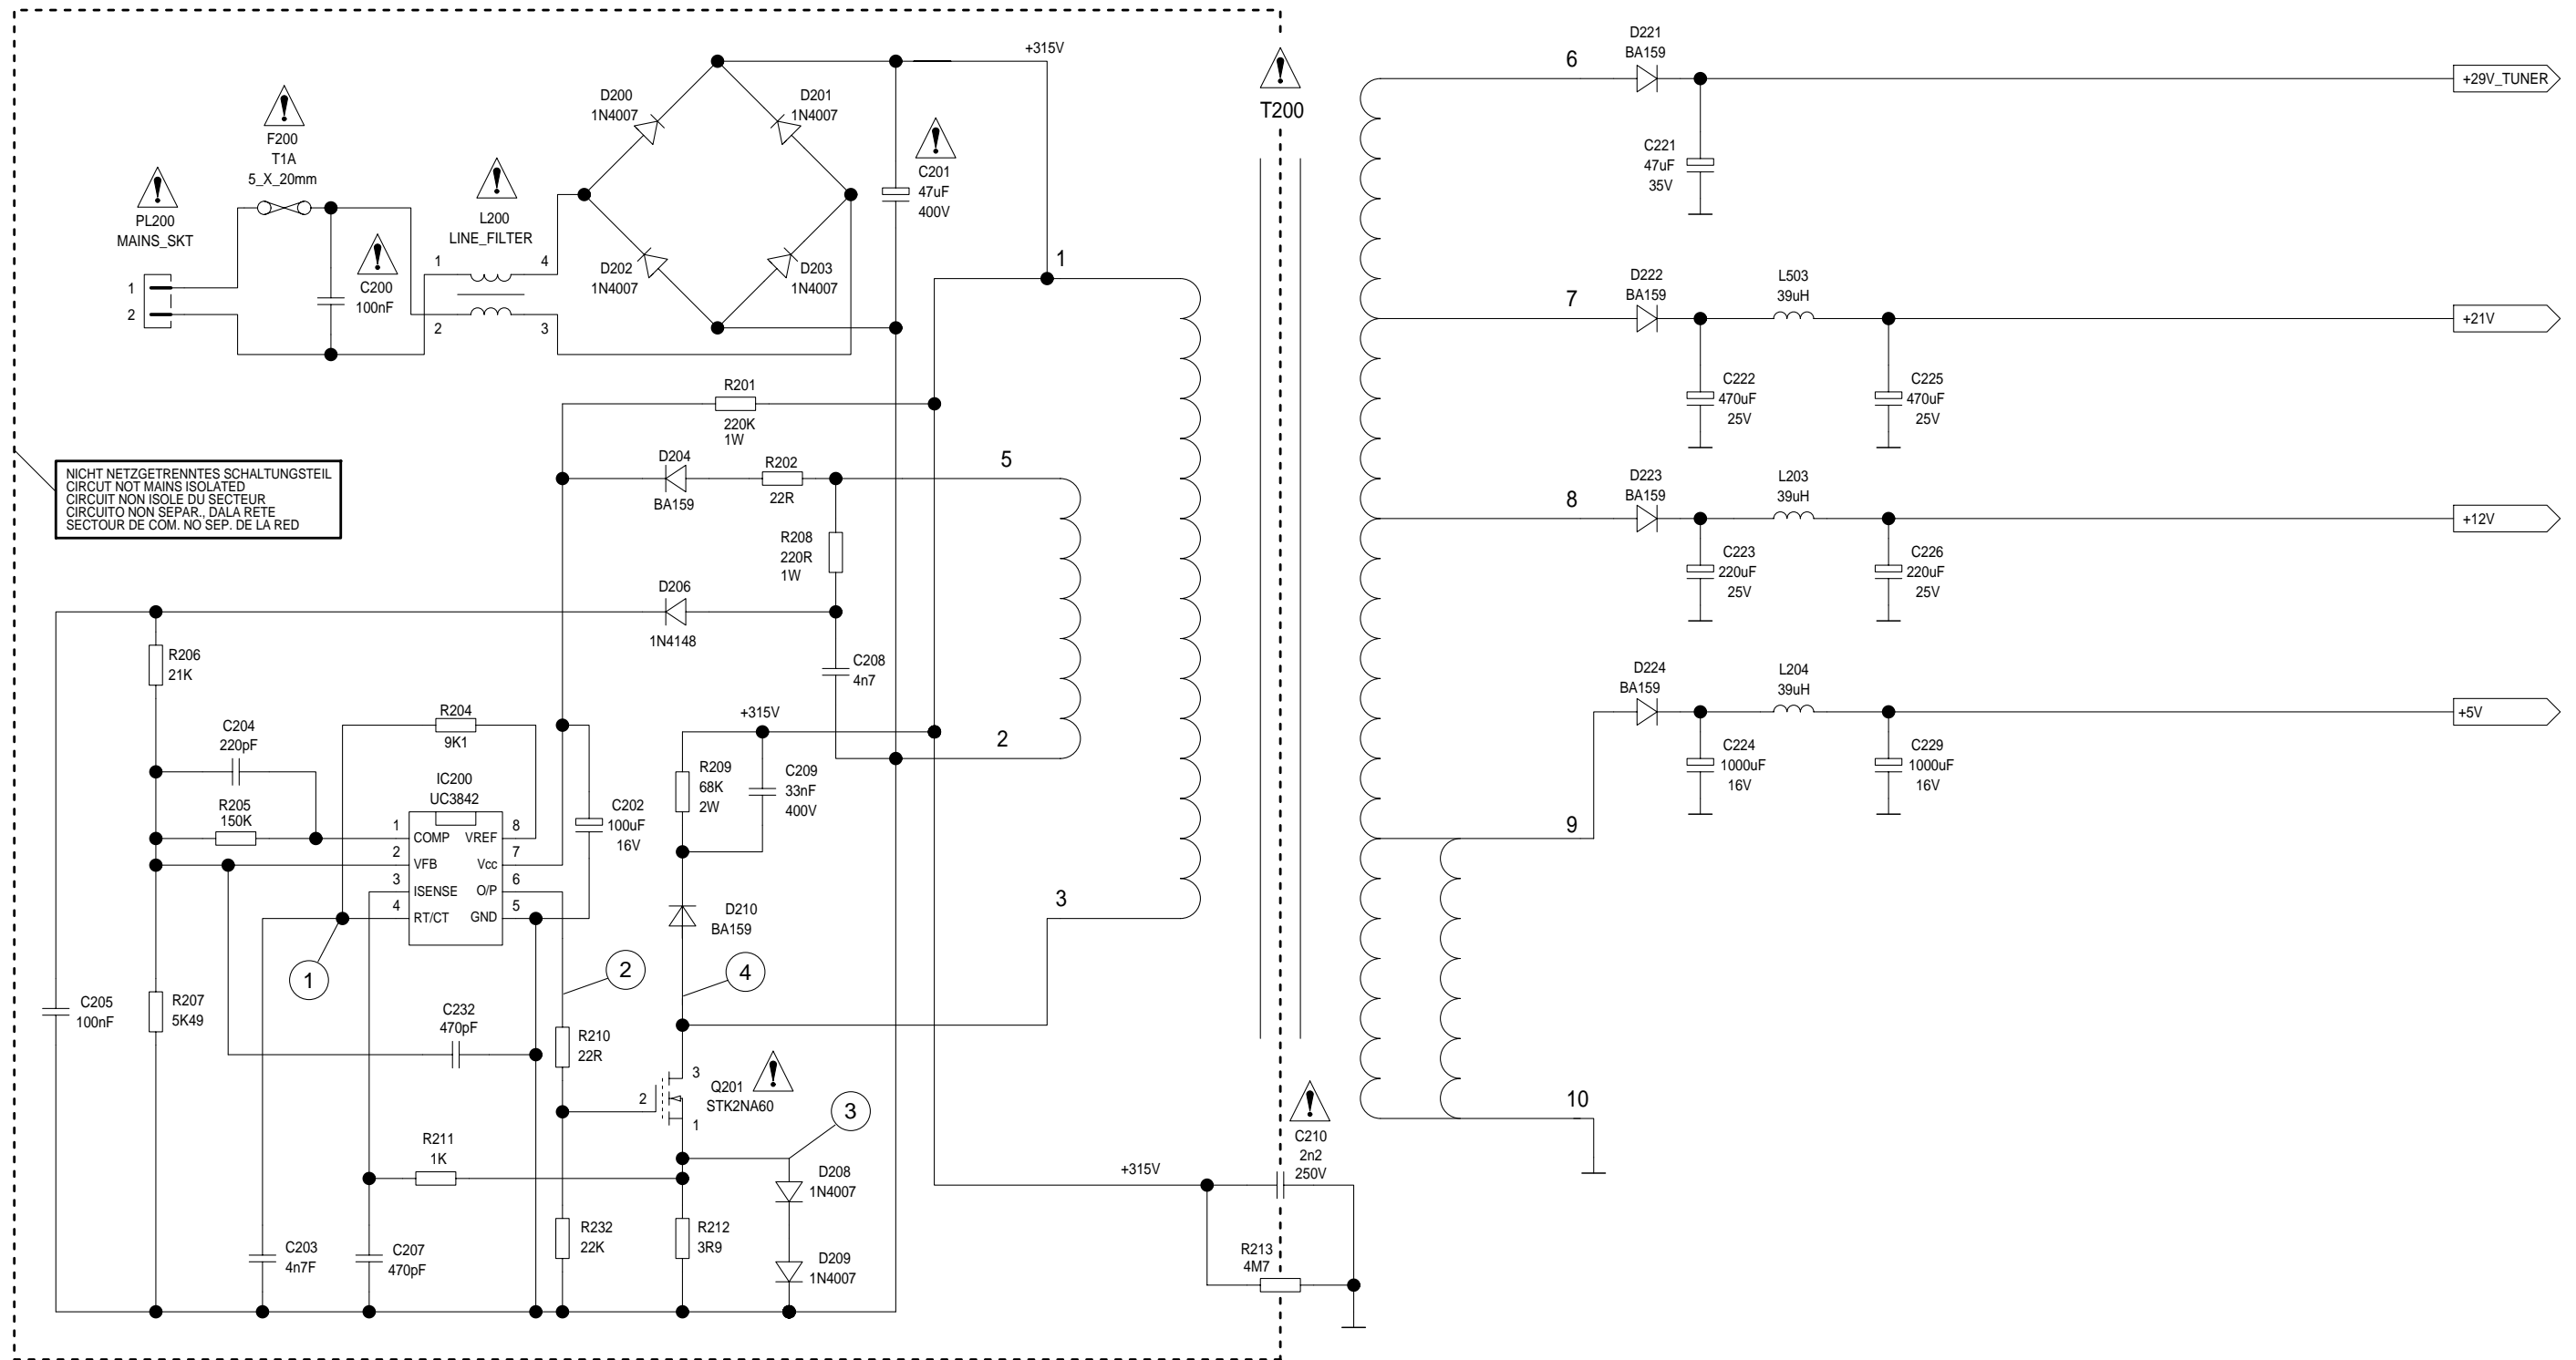 +315V
D200
1N4007
D201
1N4007
F200
T1A
5_X_20mm
PL200
MAINS_SKT
1
2
C200
100nF
L200
LINE_FILTER
1
4
2
3
D202
1N4007
D203
1N4007
C201
47uF
400V
T200
1
R201
220K
1W
D204
BA159
R202
22R
5
R208
220R
1W
D206
1N4148
C208
4n7
2
NICHT NETZGETRENNTES SCHALTUNGSTEIL
CIRCUT NOT MAINS ISOLATED
CIRCUIT NON ISOLE DU SECTEUR
CIRCUITO NON SEPAR., DALA RETE
SECTOUR DE COM. NO SEP. DE LA RED
R206
21K
C204
220pF
R204
9K1
R205
150K
IC200
UC3842
1
COMP
VREF
8
2
VFB
Vcc
7
3
ISENSE
O/P
6
4
RT/CT
GND
5
C202
100uF
16V
+315V
R209
68K
2W
C209
33nF
400V
D210
BA159
3
1
2
4
C205
100nF
R207
5K49
C232
470pF
R210
22R
Q201
STK2NA60
3
2
1
3
R211
1K
D208
1N4007
R232
22K
R212
3R9
D209
1N4007
C203
4n7F
C207
470pF
+315V
C210
2n2
250V
R213
4M7
6
D221
BA159
+29V_TUNER
C221
47uF
35V
7
D222
BA159
L503
39uH
+21V
C222
470uF
25V
C225
470uF
25V
8
D223
BA159
L203
39uH
+12V
C223
220uF
25V
C226
220uF
25V
D224
BA159
L204
39uH
+5V
C224
1000uF
16V
C229
1000uF
16V
9
10